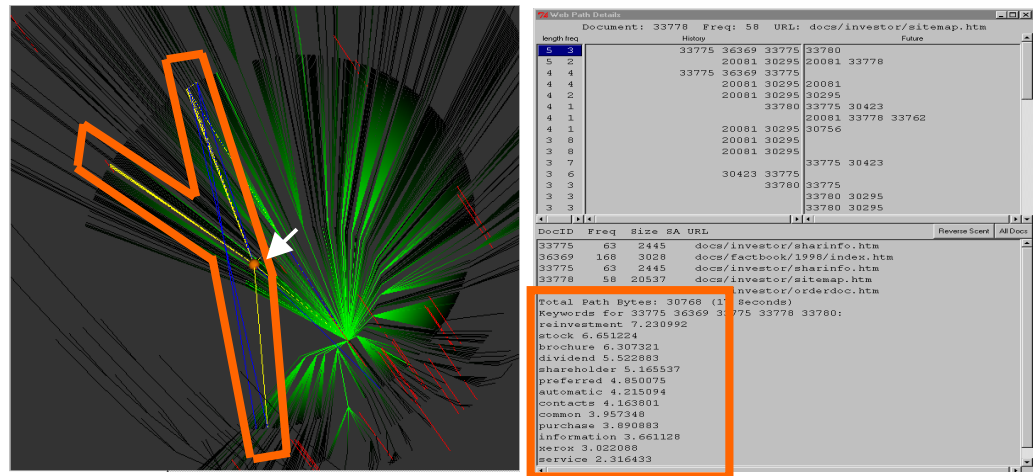 Web Path Details
Document: 33778 Freq: 58 URL: docs/investor/sitemap.htm
length freq History Future
5 3 33775 36369 33775 33780
5 2 20081 30295 20081 33778
4 4 33775 36369 33775
4 4 20081 30295 20081
4 2 20081 30295 30295
4 1 33780 33775 30423
4 1 20081 33778 33762
4 1 20081 30295 30756
3 8 20081 30295
3 8 20081 30295
3 7 33775 30423
3 6 30423 33775
3 3 33780 33775
3 3 33780 30295
3 3 33780 30295
DocID Freq Size SA URL Reverse Scent All Docs
33775 63 2445 docs/investor/sharinfo.htm
36369 168 3028 docs/factbook/1998/index.htm
33775 63 2445 docs/investor/sharinfo.htm
33778 58 20537 docs/investor/sitemap.htm
investor/orderdoc.htm
Total Path Bytes: 30768 Seconds)
Keywords for 33775 36369 33778 33780:
reinvestment 7.230992
stock 6.651224
brochure 6.307321
dividend 5.522883
shareholder 5.165537
preferred 4.850075
automatic 4.215094
contacts 4.163801
common 3.957348
purchase 3.890883
information 3.661128
xerox 3.022088
service 2.316433